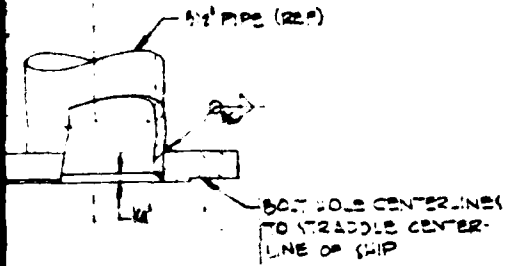 PIPE (REF)
BOLT HOLE CENTERLINES
TO STRADDLE CENTER-
LINE OF SHIP